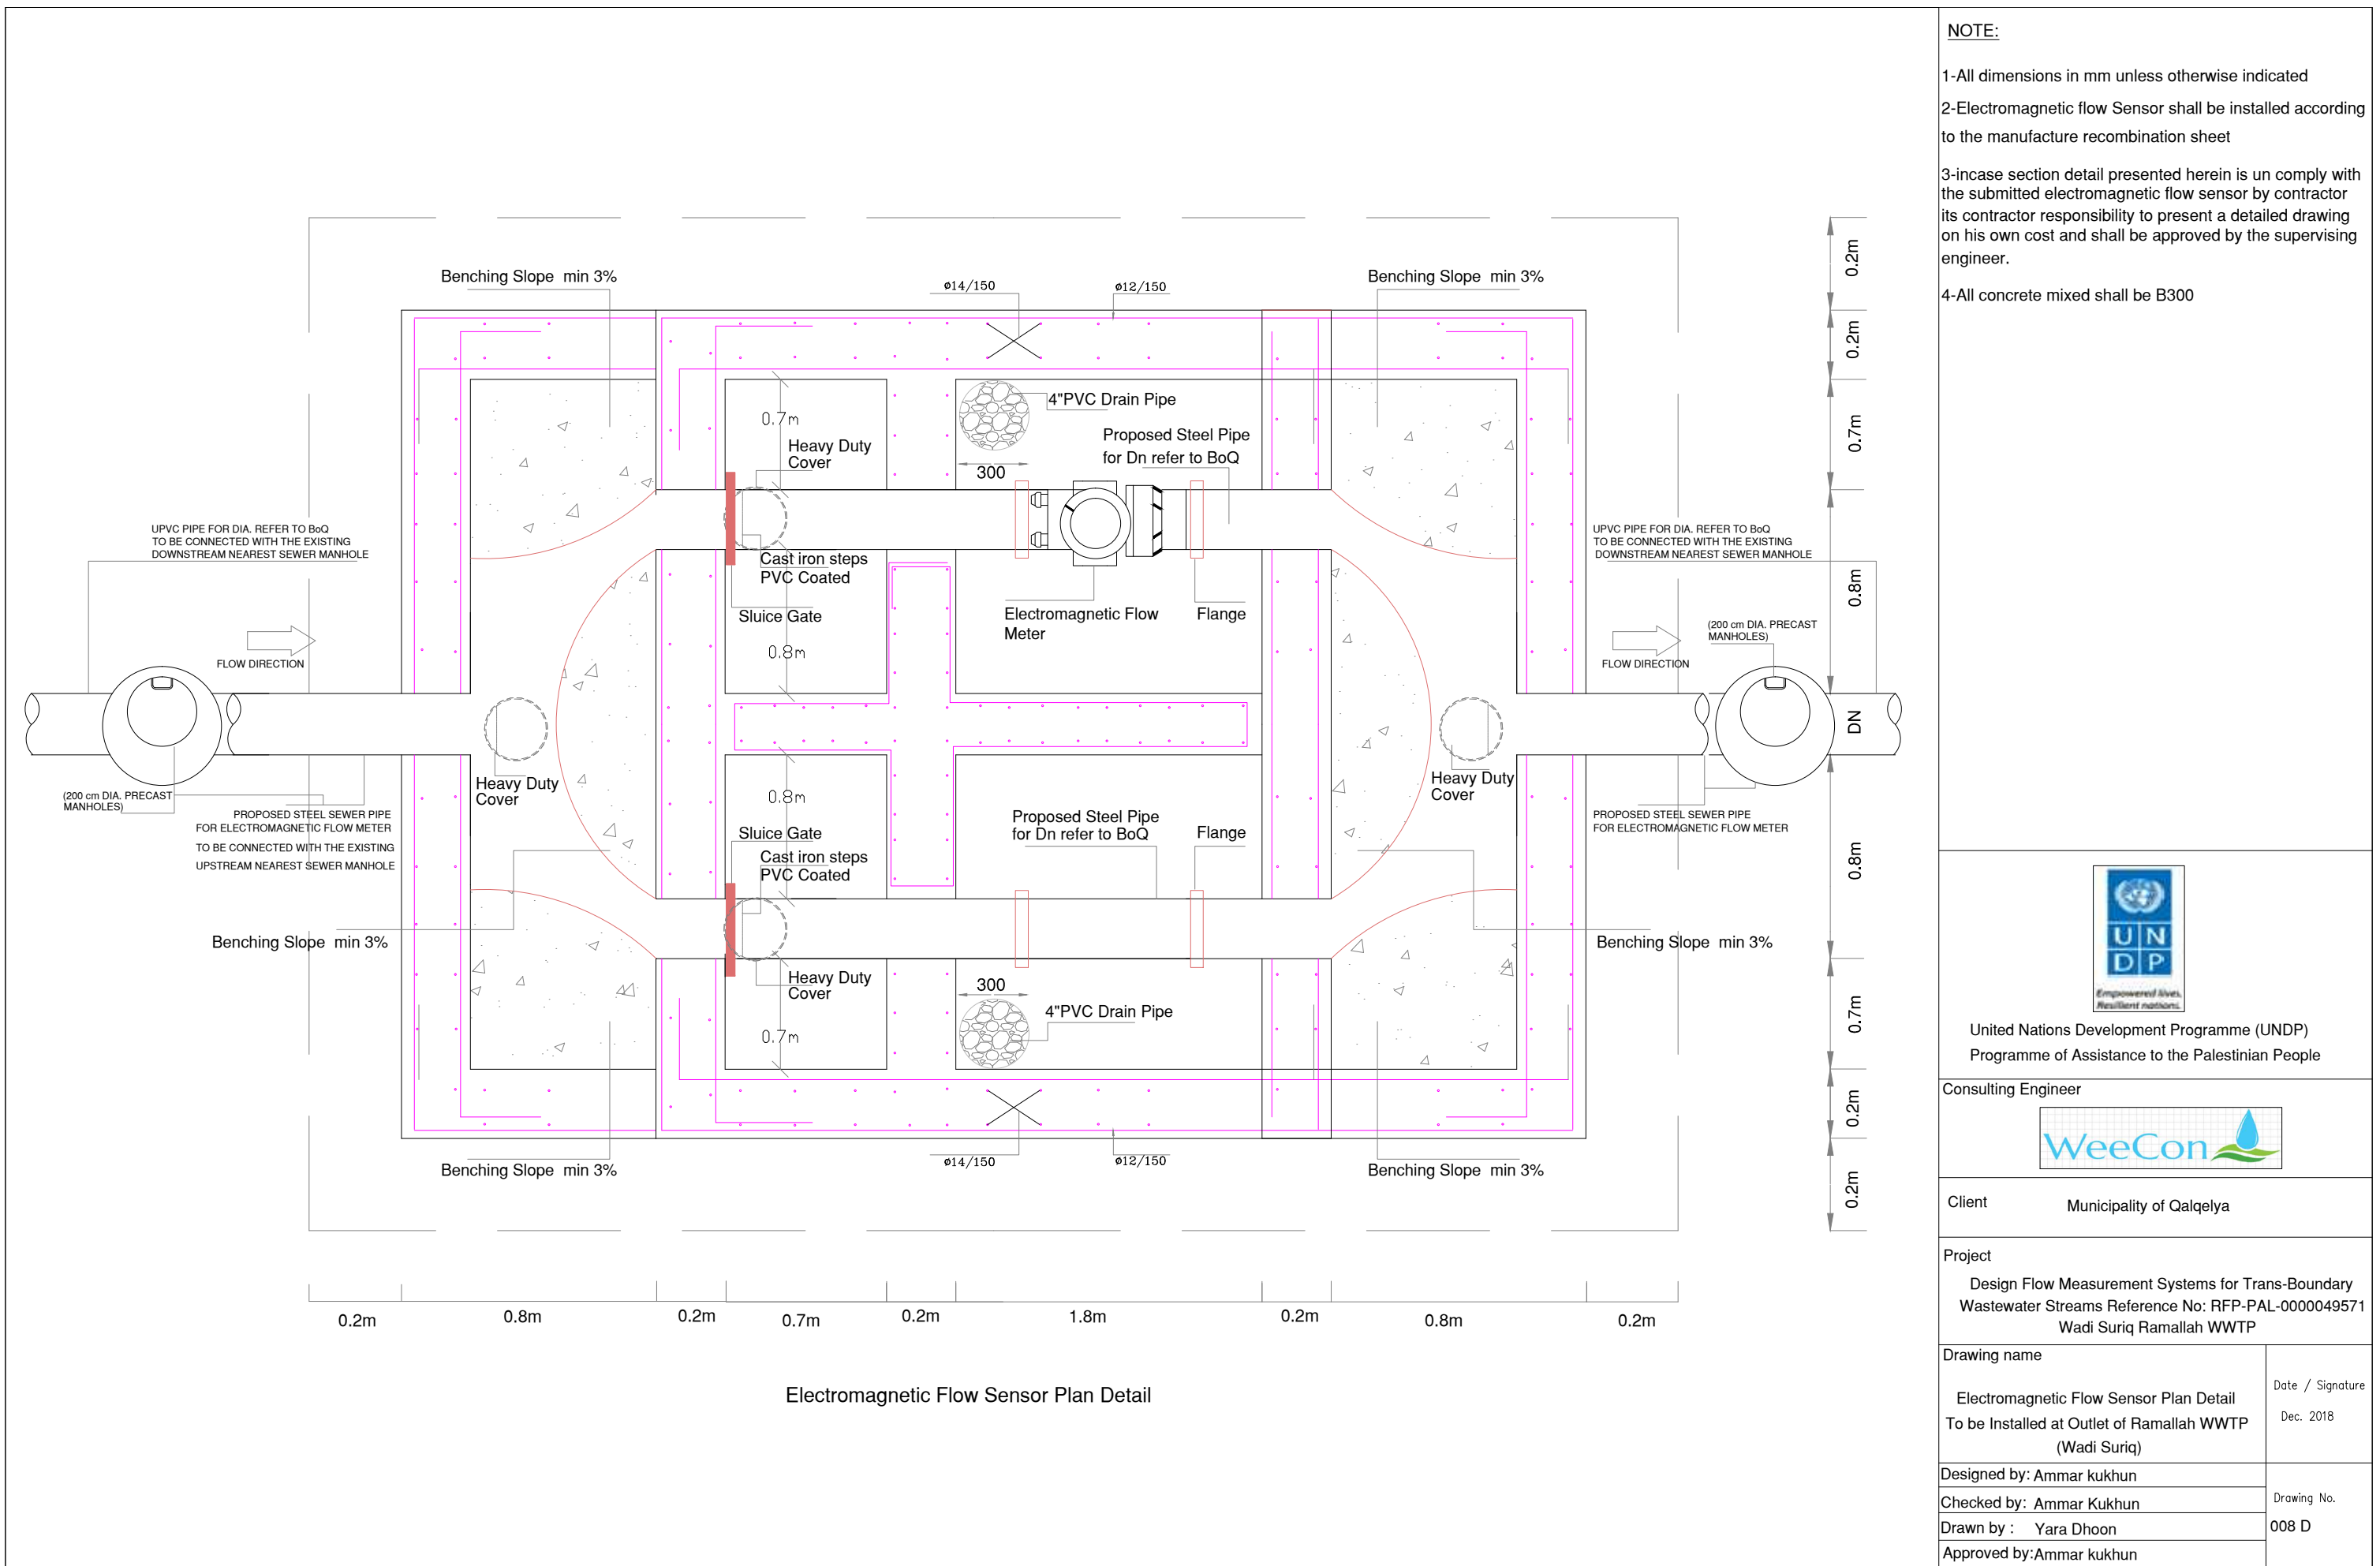 NOTE:
1-All dimensions in mm unless otherwise indicated
2-Electromagnetic flow Sensor shall be installed according
to the manufacture recombination sheet
3-incase section detail presented herein is un comply with
the submitted electromagnetic flow sensor by contractor
its contractor responsibility to present a detailed drawing
on his own cost and shall be approved by the supervising
engineer.
4-All concrete mixed shall be B300
Benching Slope min 3%
ø14/150
ø12/150
Benching Slope min 3%
0.2m
0.2m
0.7m
0.8m
DN
0.8m
0.7m
0.2m
0.2m
0.7m
Heavy Duty
Cover
4"PVC Drain Pipe
300
Proposed Steel Pipe
for Dn refer to BoQ
UPVC PIPE FOR DIA. REFER TO BoQ
TO BE CONNECTED WITH THE EXISTING
DOWNSTREAM NEAREST SEWER MANHOLE
UPVC PIPE FOR DIA. REFER TO BoQ
TO BE CONNECTED WITH THE EXISTING
DOWNSTREAM NEAREST SEWER MANHOLE
Cast iron steps
PVC Coated
Sluice Gate
Electromagnetic Flow
Meter
Flange
0.8m
FLOW DIRECTION
(200 cm DIA. PRECAST
MANHOLES)
FLOW DIRECTION
Heavy Duty
Cover
Heavy Duty
Cover
(200 cm DIA. PRECAST
MANHOLES)
PROPOSED STEEL SEWER PIPE
FOR ELECTROMAGNETIC FLOW METER
TO BE CONNECTED WITH THE EXISTING
UPSTREAM NEAREST SEWER MANHOLE
0.8m
Sluice Gate
Cast iron steps
PVC Coated
Proposed Steel Pipe
for Dn refer to BoQ
Flange
PROPOSED STEEL SEWER PIPE
FOR ELECTROMAGNETIC FLOW METER
Benching Slope min 3%
Benching Slope min 3%
Heavy Duty
Cover
0.7m
300
4"PVC Drain Pipe
Benching Slope min 3%
ø14/150
ø12/150
Benching Slope min 3%
0.2m
0.8m
0.2m
0.7m
0.2m
1.8m
0.2m
0.8m
0.2m
Electromagnetic Flow Sensor Plan Detail
UN
DP
Empowered lives.
Resilient nations.
United Nations Development Programme (UNDP)
Programme of Assistance to the Palestinian People
Consulting Engineer
WeeCon
Client
Municipality of Qalqelya
Project
Design Flow Measurement Systems for Trans-Boundary
Wastewater Streams Reference No: RFP-PAL-0000049571
Wadi Suriq Ramallah WWTP
Drawing name
Electromagnetic Flow Sensor Plan Detail
To be Installed at Outlet of Ramallah WWTP
(Wadi Suriq)
Date / Signature
Dec. 2018
Designed by: Ammar kukhun
Checked by: Ammar Kukhun
Drawn by : Yara Dhoon
Approved by:Ammar kukhun
Drawing No.
008 D